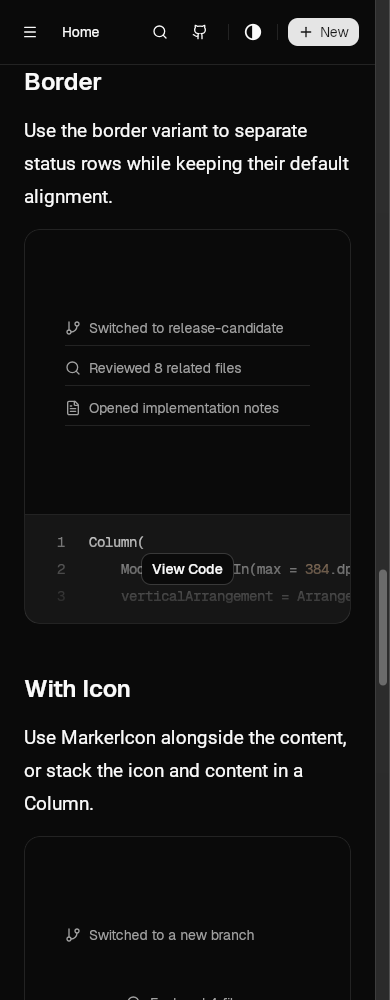 Home
New
Border
Use the border variant to separate
status rows while keeping their default
alignment.
Switched to release-candidate
Reviewed 8 related files
Opened implementation notes
1 Column(
2 In(max = 384.dp
View Code
3 verticalArrangement = Arrange
With Icon
Use MarkerIcon alongside the content,
or stack the icon and content in a
Column.
Switched to a new branch